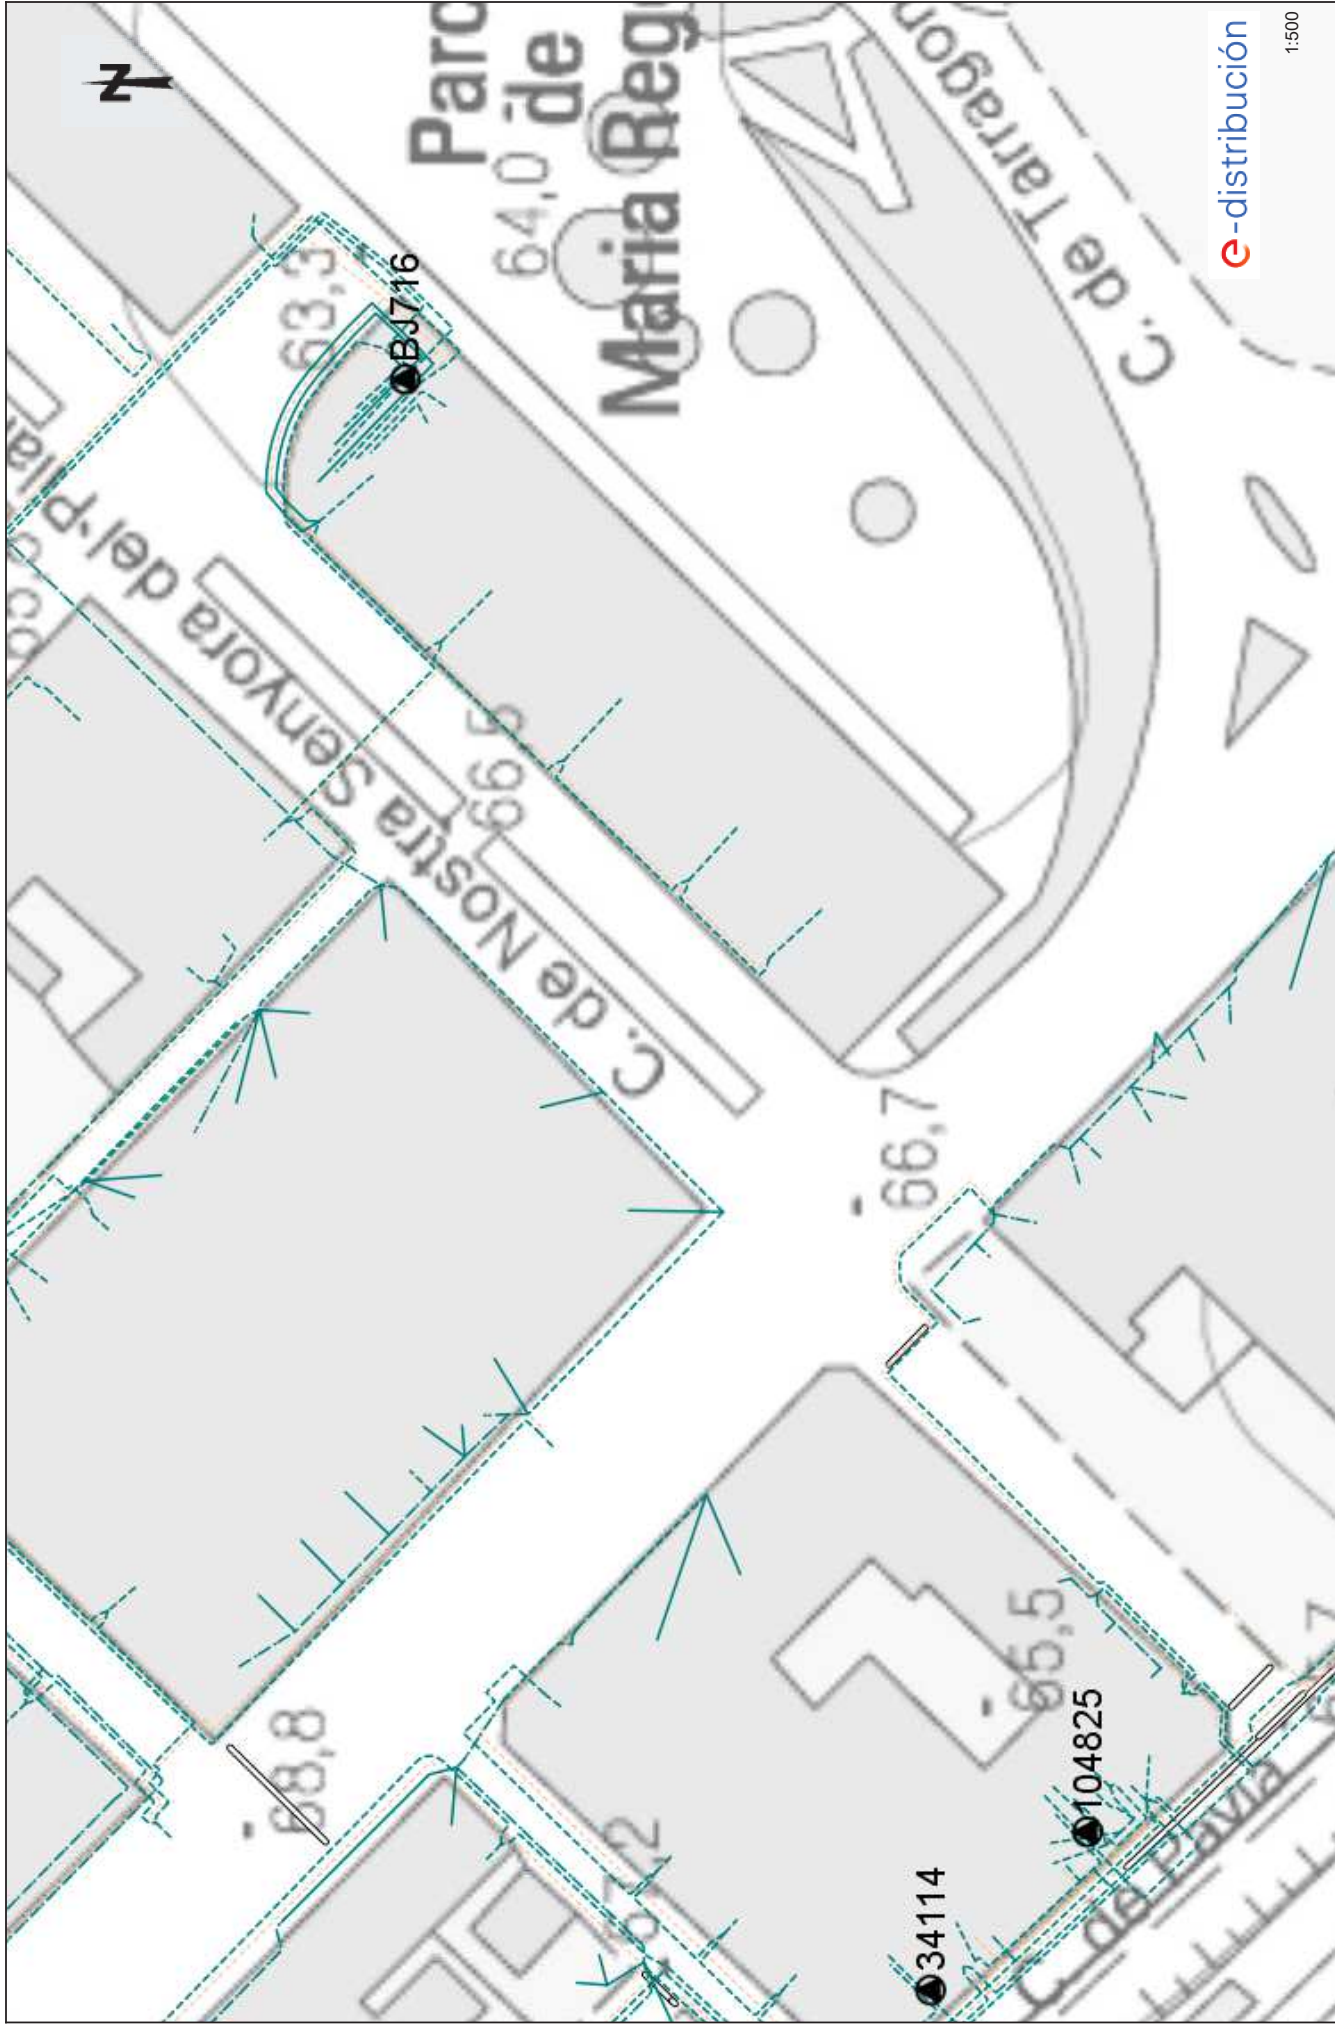 N
e-distribución
1:500
Parc
de
Maria Reg
64,0
63,3
BJ716
C. de Tarragon
C. de Nostra Senyora del Pilar
66,5
66,7
68,8
65,5
104825
34114
C. de Pavia